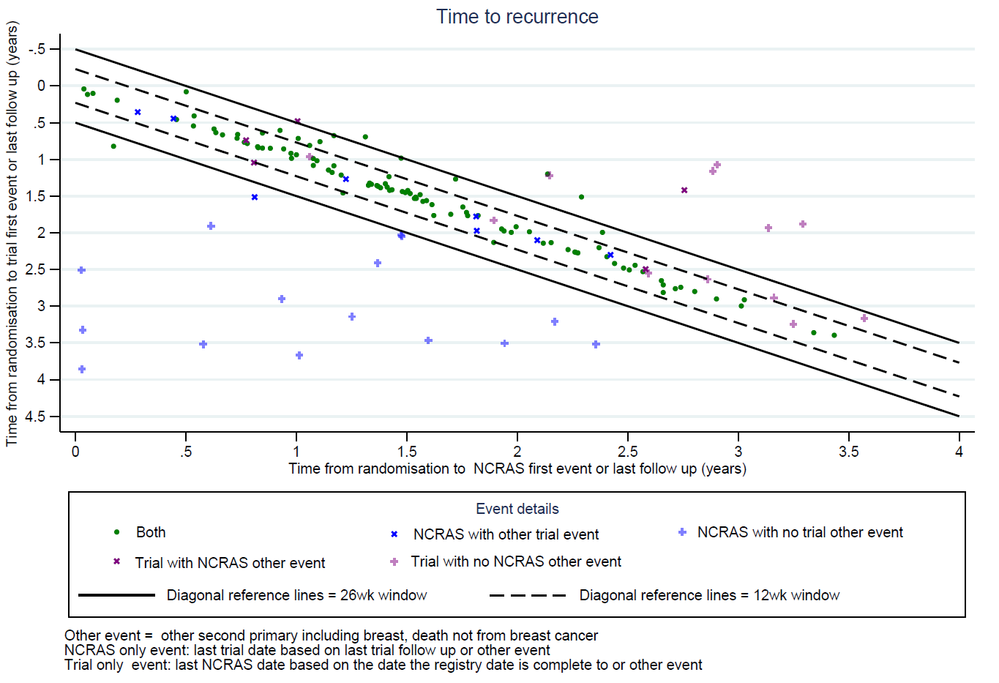 Time to recurrence
Time from randomisation to trial first event or last follow up (years)
-.5
0
.5
1
1.5
2
2.5
3
3.5
4
4.5
0 .5 1 1.5 2 2.5 3 3.5 4
Time from randomisation to NCRAS first event or last follow up (years)
Event details
Both NCRAS with other trial event NCRAS with no trial other event
Trial with NCRAS other event Trial with no NCRAS other event
Diagonal reference lines = 26wk window Diagonal reference lines = 12wk window
Other event = other second primary including breast, death not from breast cancer
NCRAS only event: last trial date based on last trial follow up or other event
Trial only event: last NCRAS date based on the date the registry date is complete to or other event